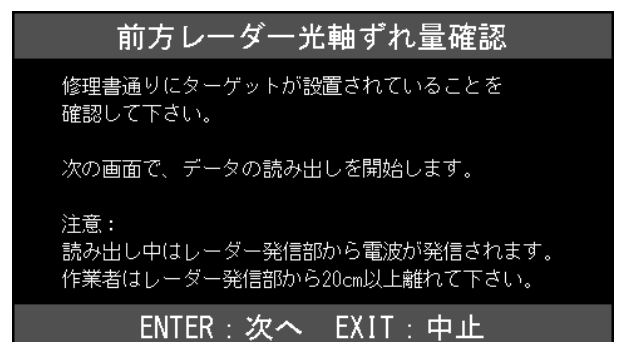 前方レーダー光軸ずれ量確認
修理書通りにターゲットが設置されていることを
確認して下さい。
次の画面で、データの読み出しを開始します。
注意：
読み出し中はレーダー発信部から電波が発信されます。
作業者はレーダー発信部から20cm以上離れて下さい。
ENTER：次へ EXIT：中止